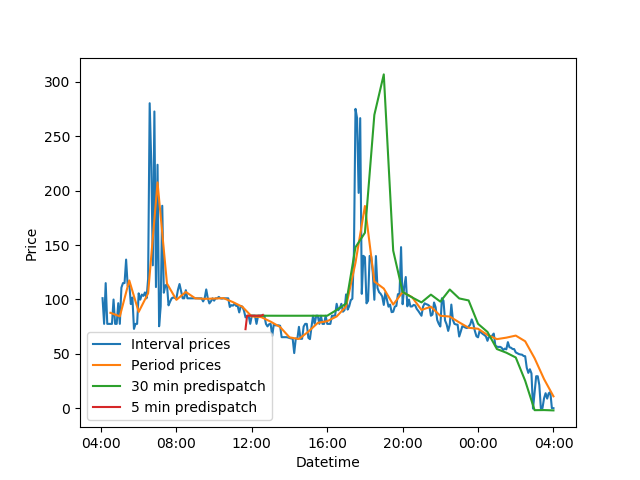 300
250
200
150
100
50
0
Price
Interval prices
Period prices
30 min predispatch
5 min predispatch
04:00 08:00 12:00 16:00 20:00 00:00 04:00
Datetime